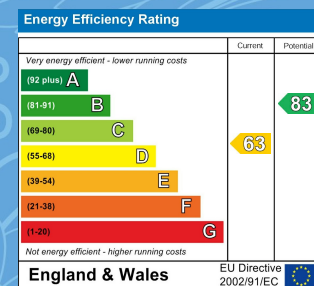 Energy Efficiency Rating
Current Potential
Very energy efficient - lower running costs
(92 plus) A
(81-91) B
83
(69-80) C
63
(55-68) D
(39-54) E
(21-38) F
(1-20) G
Not energy efficient - higher running costs
England & Wales
EU Directive
2002/91/EC